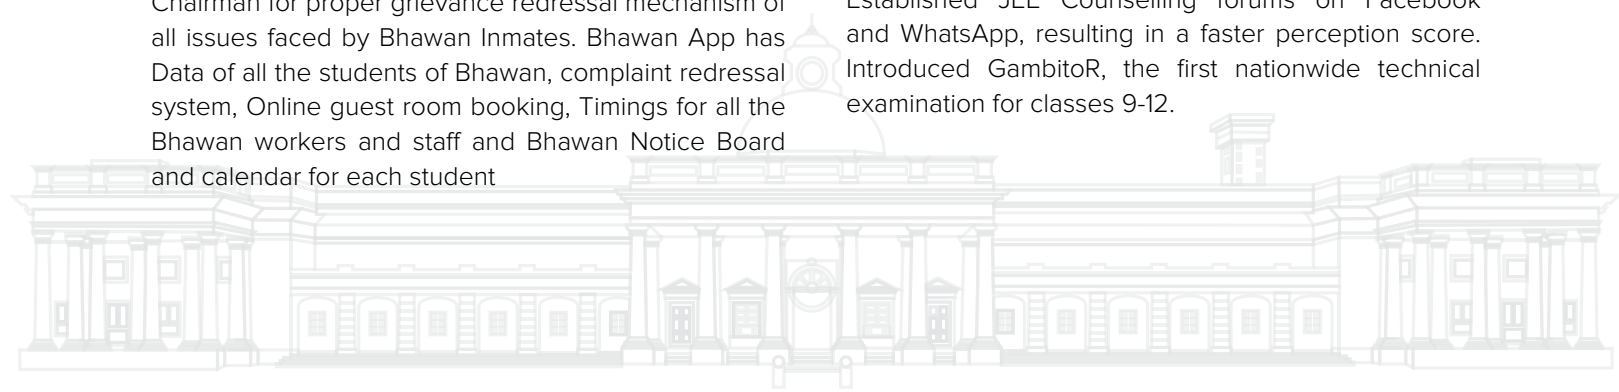 Chairman for proper grievance redressal mechanism of
all issues faced by Bhawan Inmates. Bhawan App has
Data of all the students of Bhawan, complaint redressal
system, Online guest room booking, Timings for all the
Bhawan workers and staff and Bhawan Notice Board
and calendar for each student
Established JEE Counselling forums on Facebook
and WhatsApp, resulting in a faster perception score.
Introduced GambitoR, the first nationwide technical
examination for classes 9-12.